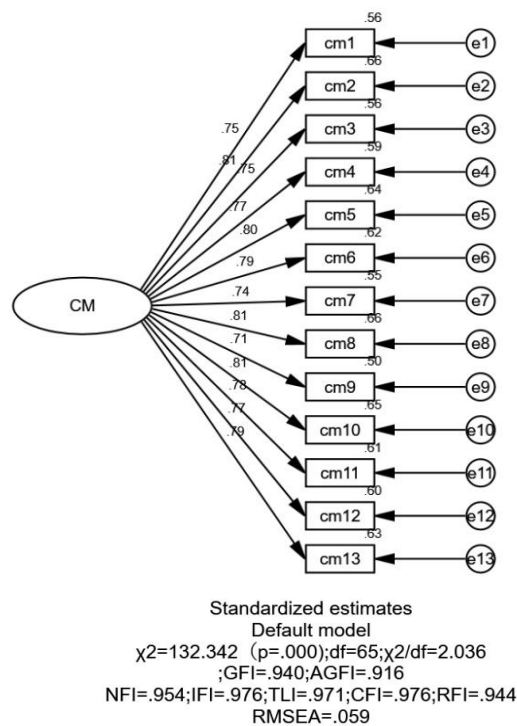 .56
cm1 e1
.66
cm2 e2
.56
cm3 e3
.59
cm4 e4
.64
cm5 e5
.62
cm6 e6
.55
cm7 e7
.66
cm8 e8
.50
cm9 e9
.65
cm10 e10
.61
cm11 e11
.60
cm12 e12
.63
cm13 e13
CM
.75
.81
.75
.77
.80
.79
.74
.81
.71
.81
.78
.77
.79
Standardized estimates
Default model
χ2=132.342 (p=.000);df=65;χ2/df=2.036
;GFI=.940;AGFI=.916
NFI=.954;IFI=.976;TLI=.971;CFI=.976;RFI=.944
RMSEA=.059